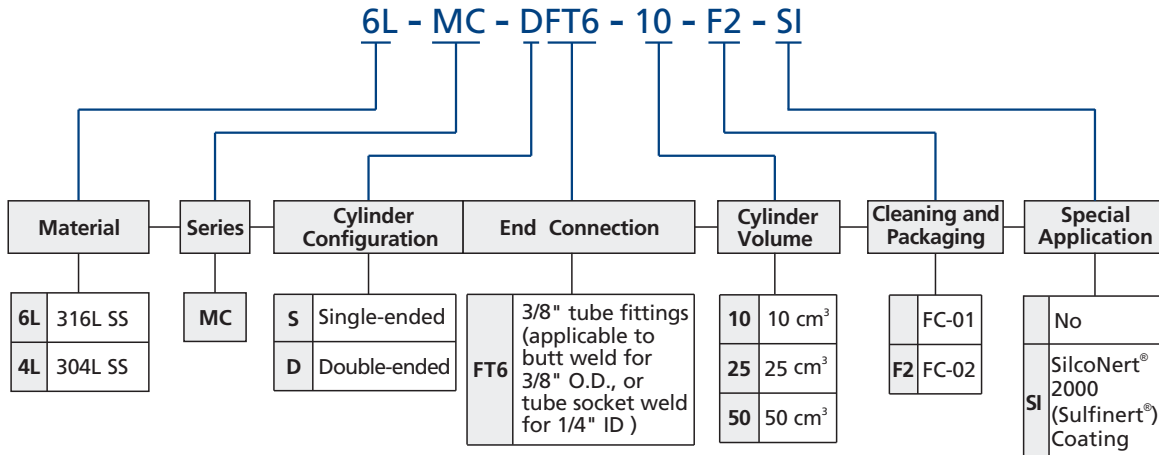 6L - MC - DFT6 - 10 - F2 - SI
Material
Series
Cylinder
Configuration
End Connection
Cylinder
Volume
Cleaning and
Packaging
Special
Application
6L 316L SS
4L 304L SS
MC
S Single-ended
D Double-ended
FT6
3/8" tube fittings
(applicable to
butt weld for
3/8" O.D., or
tube socket weld
for 1/4" ID )
10 10 cm³
25 25 cm³
50 50 cm³
FC-01
F2 FC-02
No
SI
SilcoNert®
2000
(Sulfinert®)
Coating